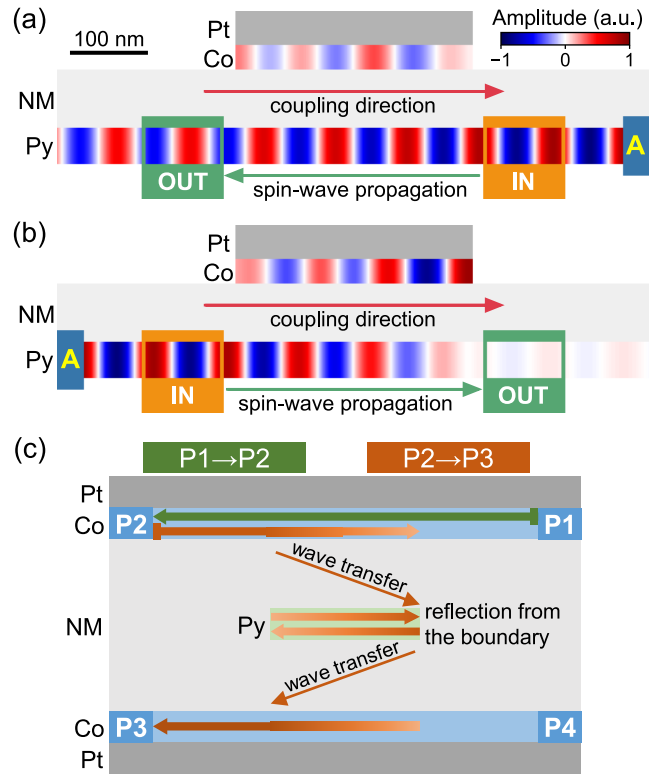 (a)
100 nm
Pt
Co
Amplitude (a.u.)
−1 0 1
NM
coupling direction
Py
A
OUT
IN
spin-wave propagation
(b)
Pt
Co
NM
coupling direction
Py
A
IN
OUT
spin-wave propagation
(c)
P1→P2
P2→P3
Pt
Co
P2
P1
wave transfer
NM
Py
reflection from
the boundary
wave transfer
Co
P3
P4
Pt